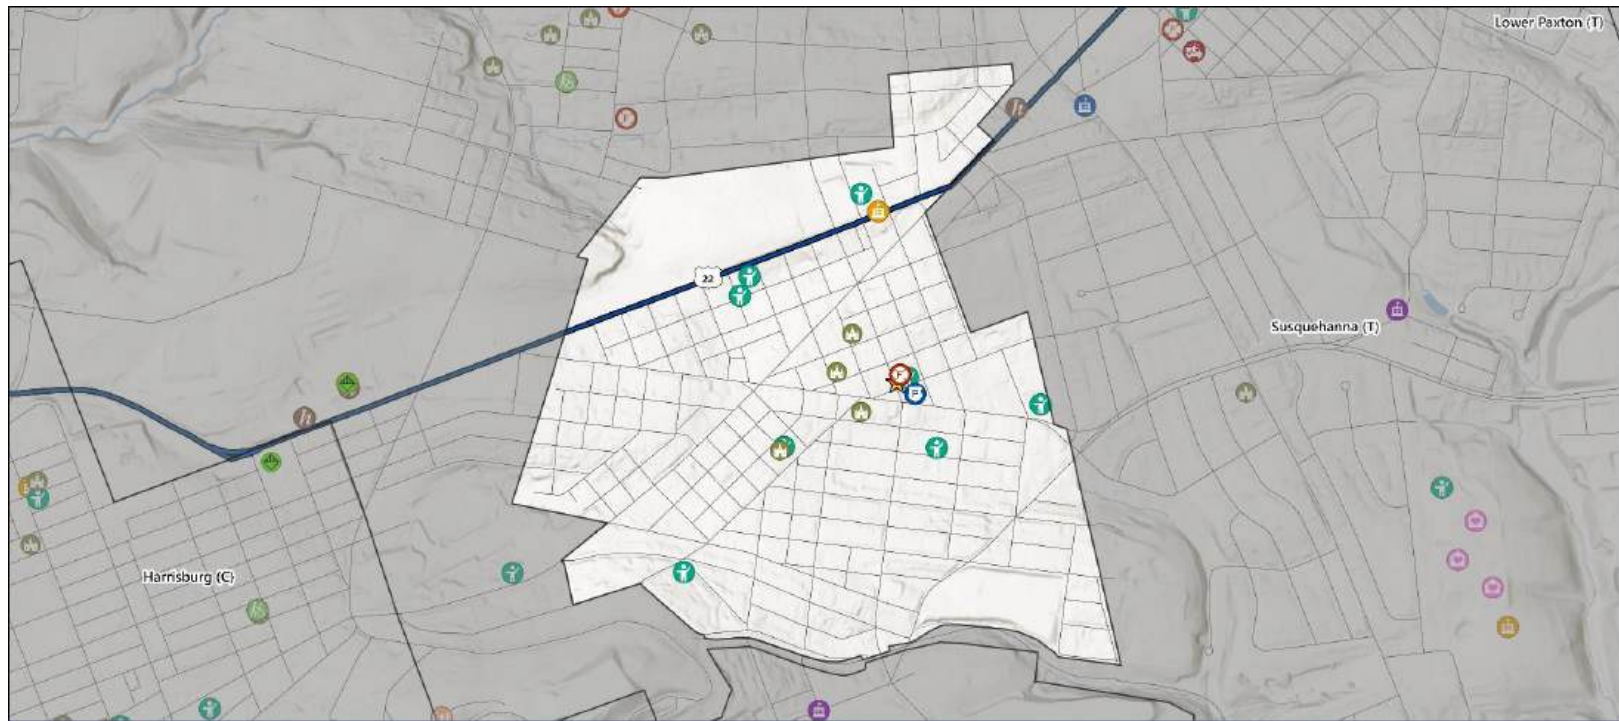 Lower Paxton (T)
22
Susquehanna (T)
F
P
Harrisburg (C)